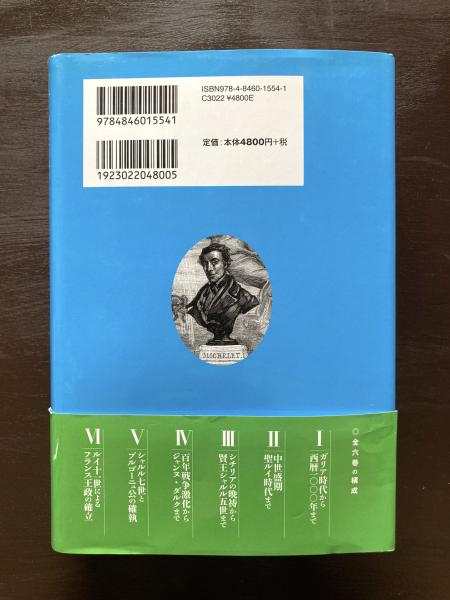 ISBN978-4-8460-1554-1
C3022 ¥4800E
9784846015541
定価:本体4800円+税
1923022048005
MICHELET.
◎全六巻の構成
I
ガリア時代から
西暦一〇〇〇年まで
II
中世盛期
聖ルイ時代まで
III
シチリアの晩祷から
賢王シャルル五世まで
IV
百年戦争激化から
ジャンヌ・ダルクまで
V
シャルル七世と
ブルゴーニュ公の確執
VI
ルイ十一世による
フランス王政の確立